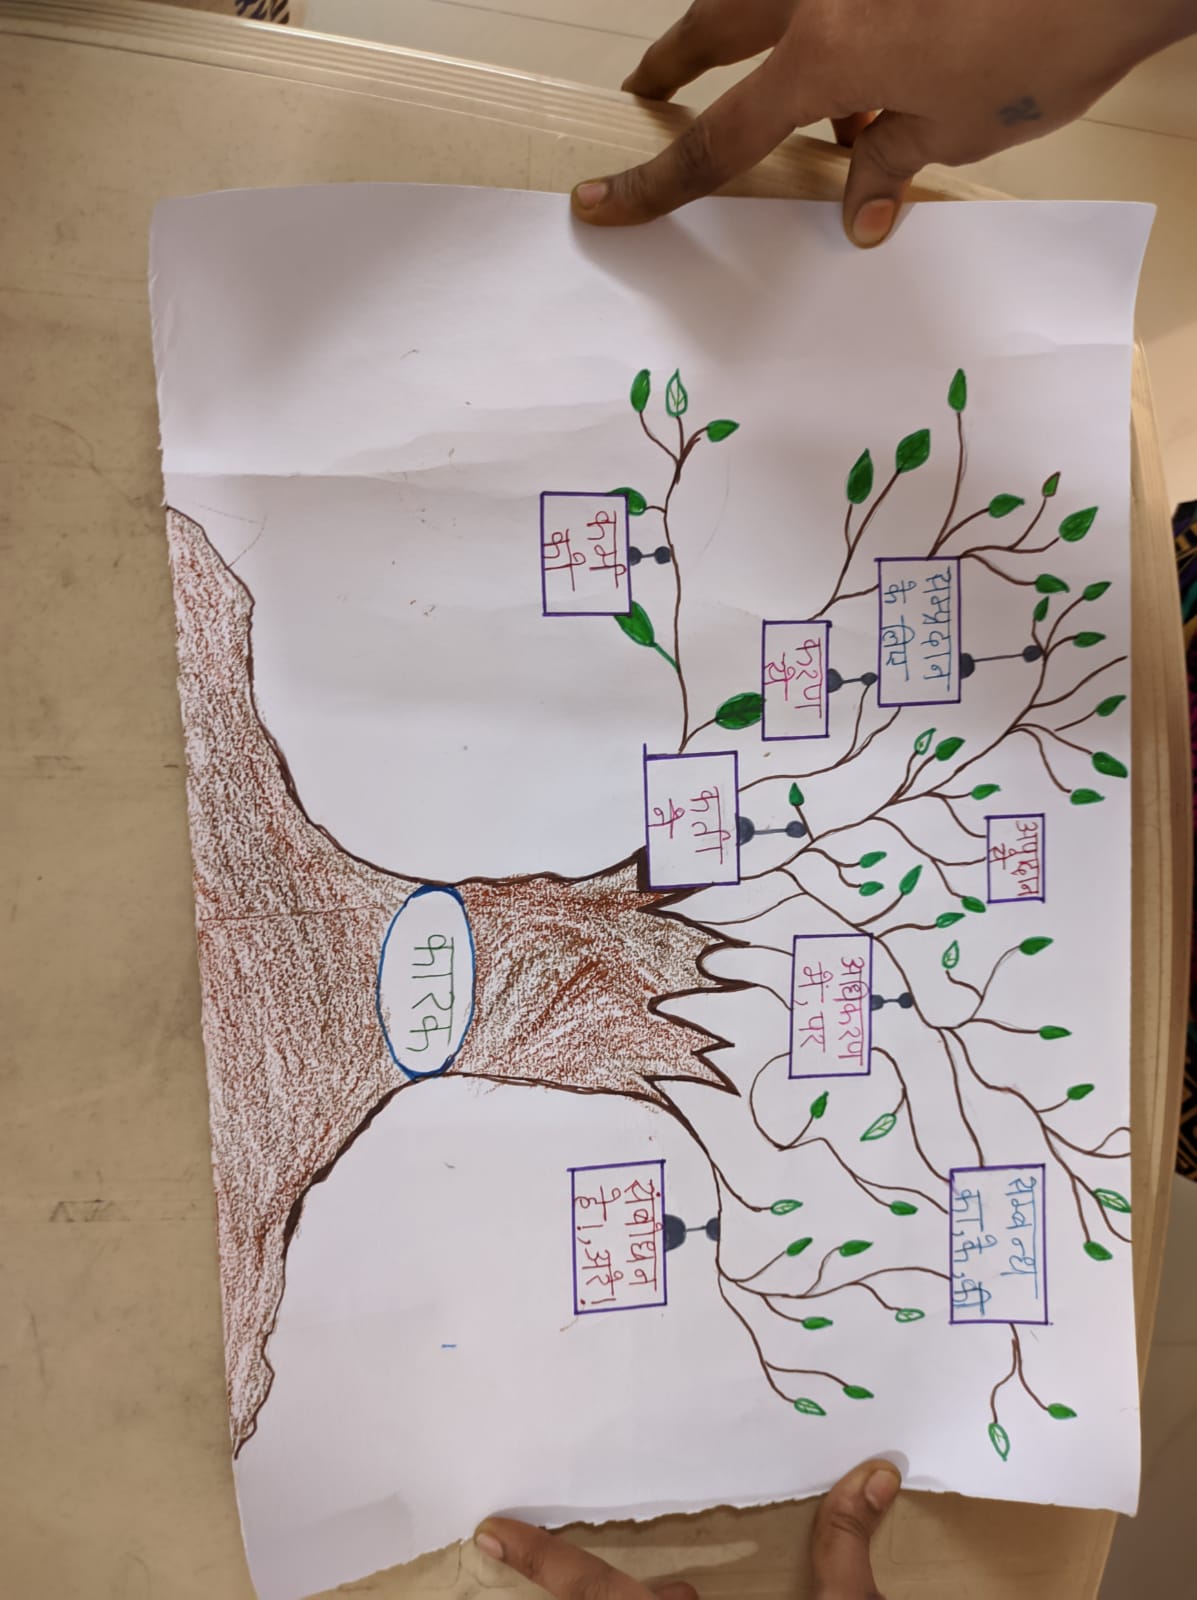 सम्प्रदान
के लिए
करण
से
कर्म
को
कर्ता
ने
अपादान
से
अधिकरण
में, पर
सम्बन्ध
का, के, की
संबोधन
हे!, अरे!
कारक